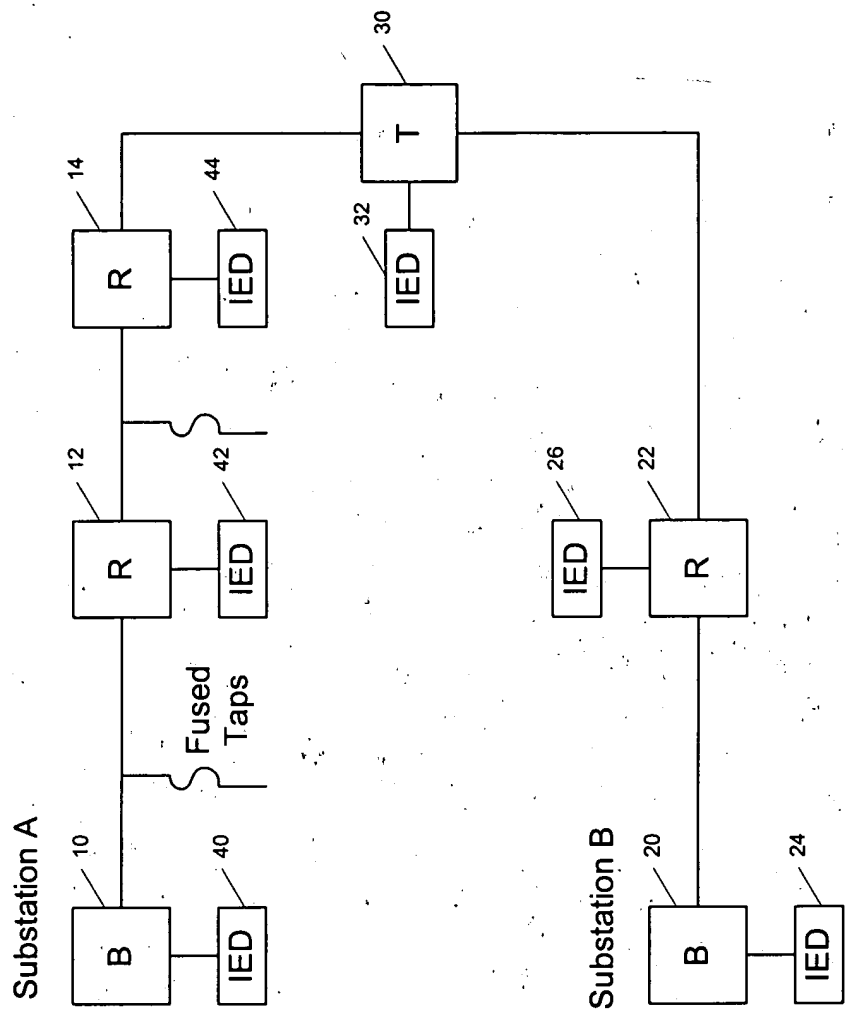 Substation A
10
B
40
IED
Fused
Taps
12
R
42
IED
14
R
44
IED
30
T
32
IED
Substation B
20
B
24
IED
26
IED
22
R